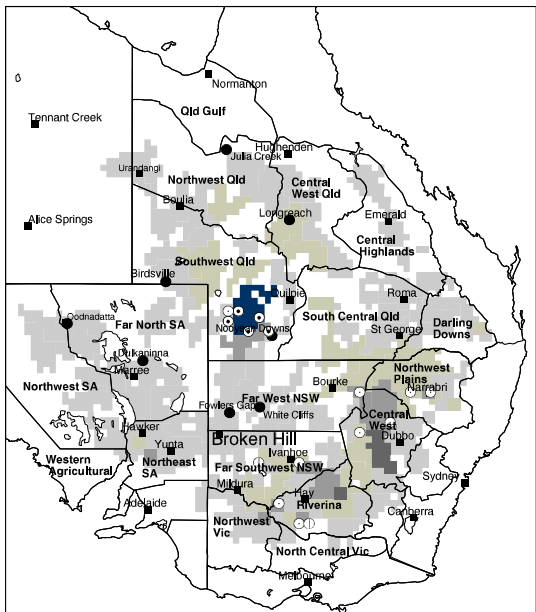 Normanton
Qld Gulf
Tennant Creek
Hughenden
Julia Creek
Urandangi
Northwest Qld
Central
West Qld
Boulia
Longreach
Emerald
Alice Springs
Central
Highlands
Southwest Qld
Birdsville
Quilpie
Roma
Oodnadatta
Far North SA
Nooyeah Downs
South Central Qld
St George
Darling
Downs
Dulkaninna
Marree
Northwest SA
Northwest
Plains
Bourke
Narrabri
Far West NSW
Fowlers Gap
White Cliffs
Central
West
Hawker
Broken Hill
Dubbo
Yunta
Western
Agricultural
Northeast
SA
Ivanhoe
Far Southwest NSW
Sydney
Mildura
Hay
Riverina
Adelaide
Canberra
Northwest
Vic
North Central Vic
Melbourne